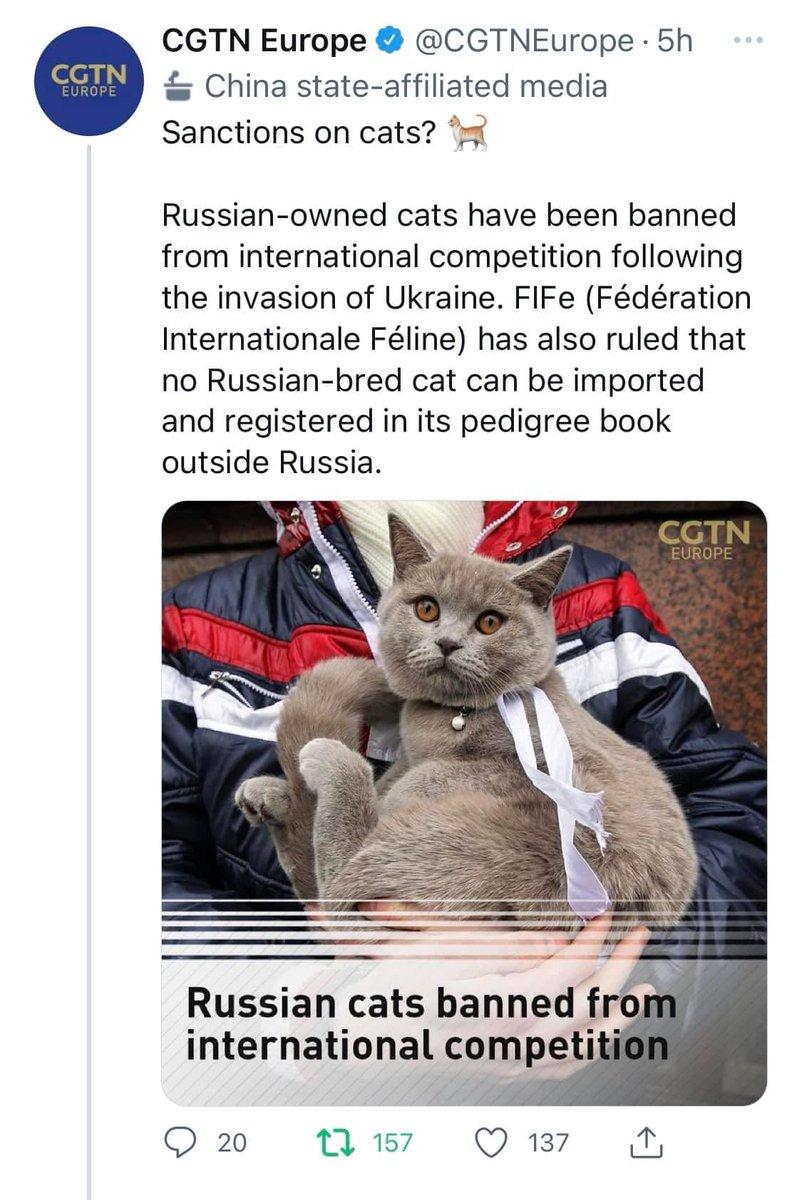 CGTN
EUROPE
CGTN Europe @CGTNEurope · 5h
China state-affiliated media
Sanctions on cats? 🐈
Russian-owned cats have been banned
from international competition following
the invasion of Ukraine. FIFe (Fédération
Internationale Féline) has also ruled that
no Russian-bred cat can be imported
and registered in its pedigree book
outside Russia.
CGTN
EUROPE
Russian cats banned from
international competition
20 157 137